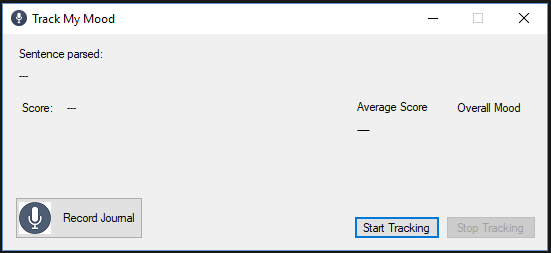 Track My Mood
Sentence parsed:
---
Score: ---
Average Score
Overall Mood
----
Record Journal
Start Tracking
Stop Tracking